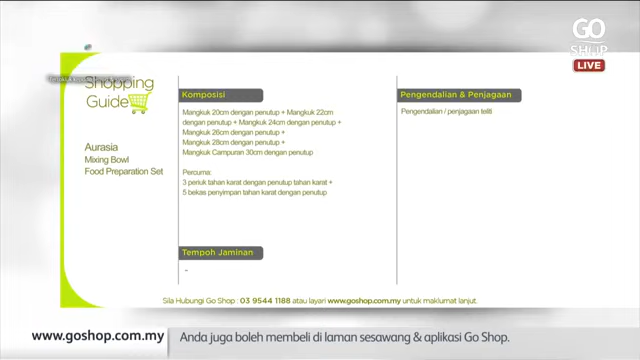 GO
SHOP
LIVE
Shopping
Guide
Aurasia
Mixing Bowl
Food Preparation Set
Komposisi
Mangkuk 20cm dengan penutup + Mangkuk 22cm
dengan penutup + Mangkuk 24cm dengan penutup +
Mangkuk 26cm dengan penutup +
Mangkuk 28cm dengan penutup +
Mangkuk Campuran 30cm dengan penutup
Percuma:
3 periuk tahan karat dengan penutup tahan karat +
5 bekas penyimpan tahan karat dengan penutup
Tempoh Jaminan
-
Pengendalian & Penjagaan
Pengendalian / penjagaan teliti
Sila Hubungi Go Shop : 03 9544 1188 atau layari www.goshop.com.my untuk maklumat lanjut.
www.goshop.com.my
Anda juga boleh membeli di laman sesawang & aplikasi Go Shop.